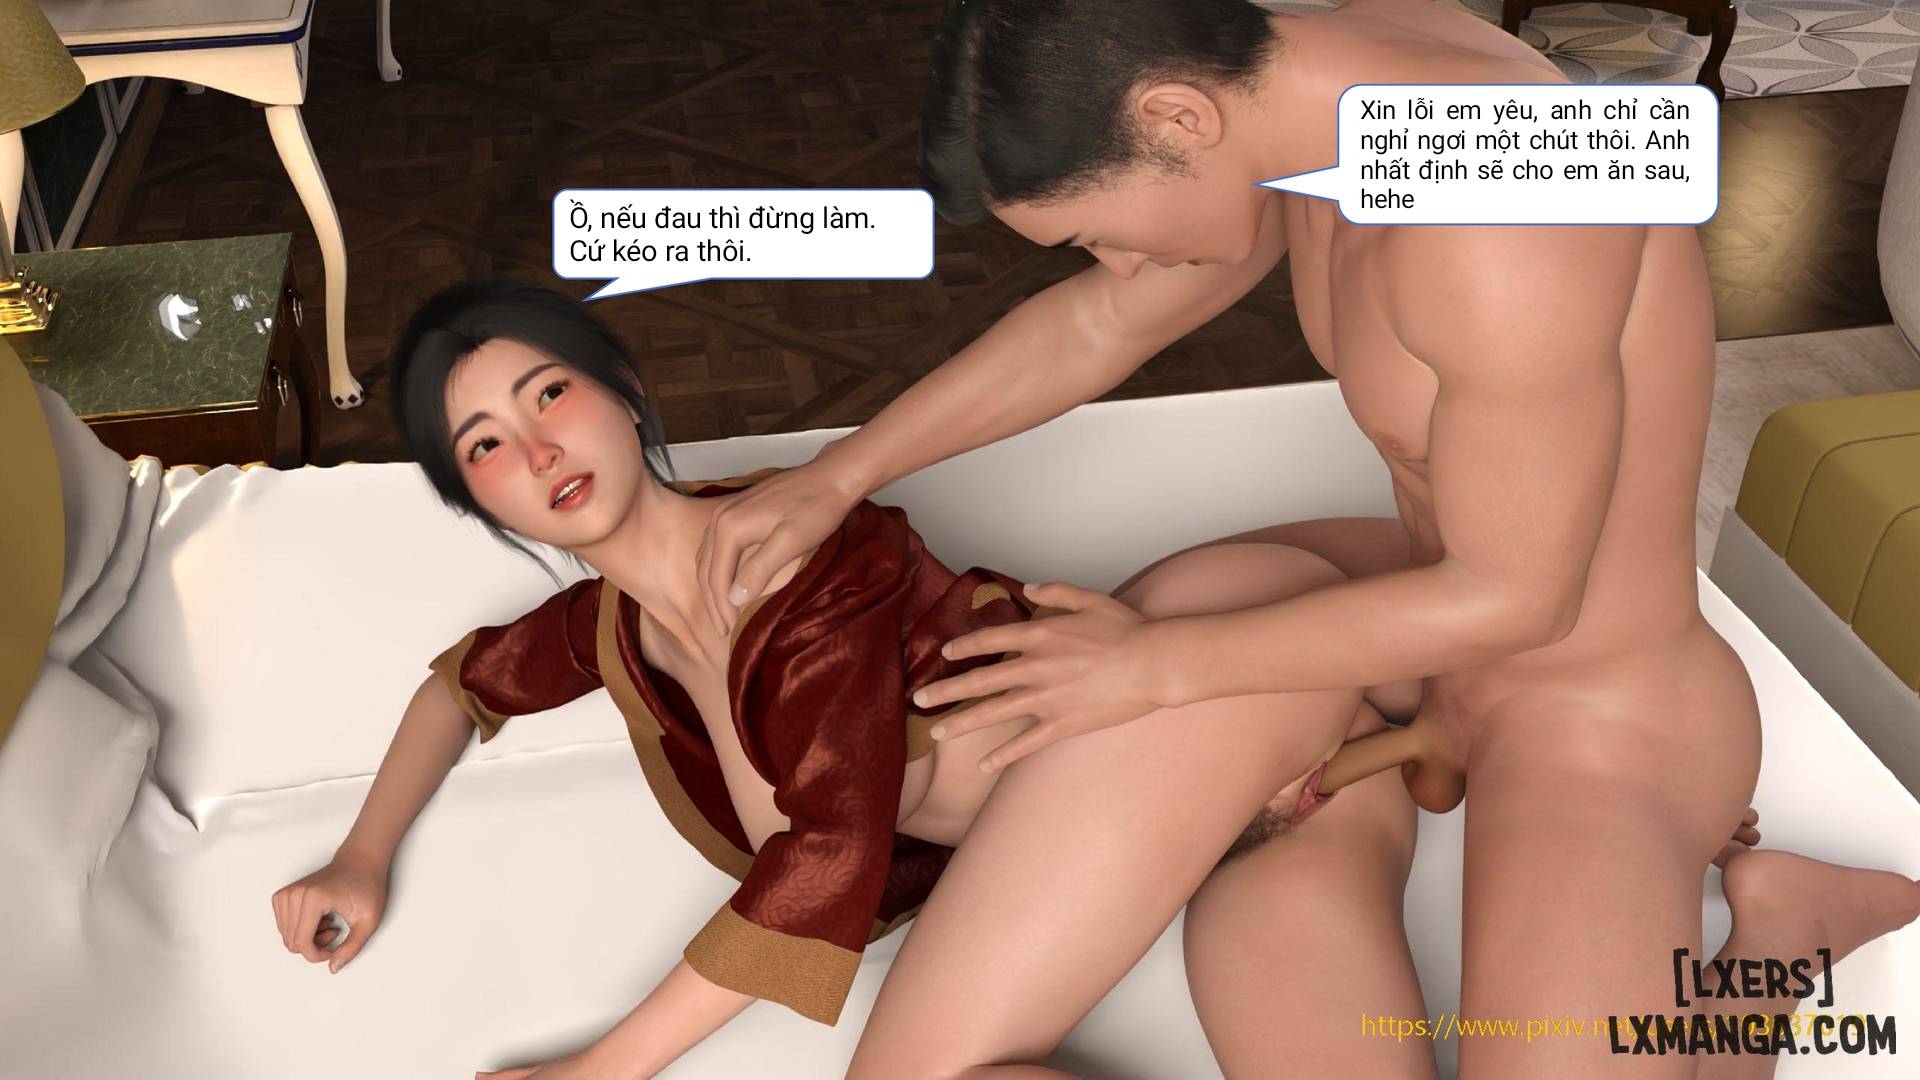 Ồ, nếu đau thì đừng làm.
Cứ kéo ra thôi.
Xin lỗi em yêu, anh chỉ cần
nghỉ ngơi một chút thôi. Anh
nhất định sẽ cho em ăn sau,
hehe
[LXERS]
https://www.pixiv.net
LXMANGA.COM